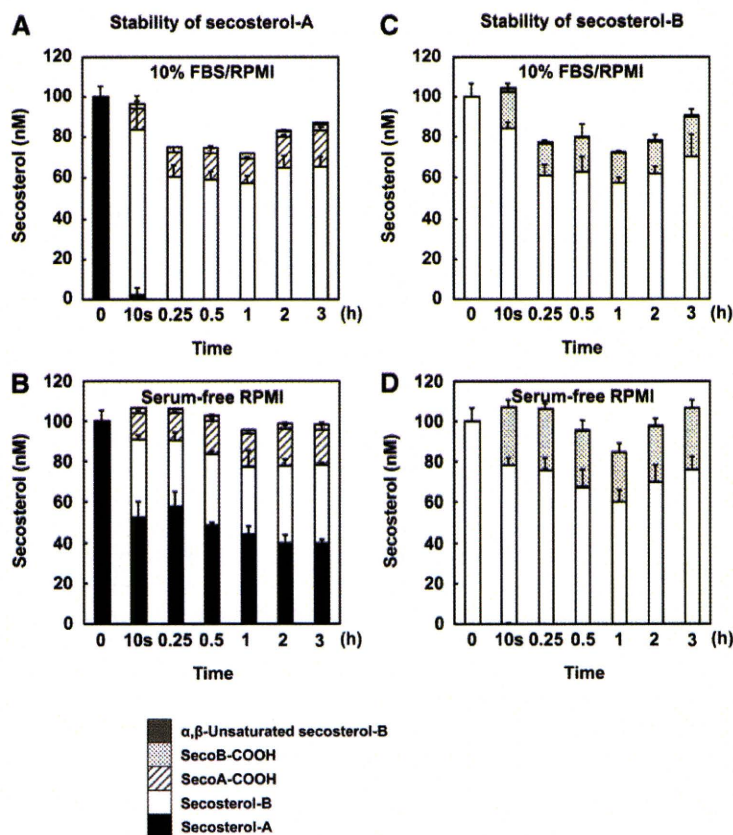 A
Stability of secosterol-A
120
100
80
60
40
20
0
Secosterol (nM)
10% FBS/RPMI
0 10s 0.25 0.5 1 2 3 (h)
Time
C
Stability of secosterol-B
120
100
80
60
40
20
0
Secosterol (nM)
10% FBS/RPMI
0 10s 0.25 0.5 1 2 3 (h)
Time
B
120
100
80
60
40
20
0
Secosterol (nM)
Serum-free RPMI
0 10s 0.25 0.5 1 2 3 (h)
Time
D
120
100
80
60
40
20
0
Secosterol (nM)
Serum-free RPMI
0 10s 0.25 0.5 1 2 3 (h)
Time
α,β-Unsaturated secosterol-B
SecoB-COOH
SecoA-COOH
Secosterol-B
Secosterol-A